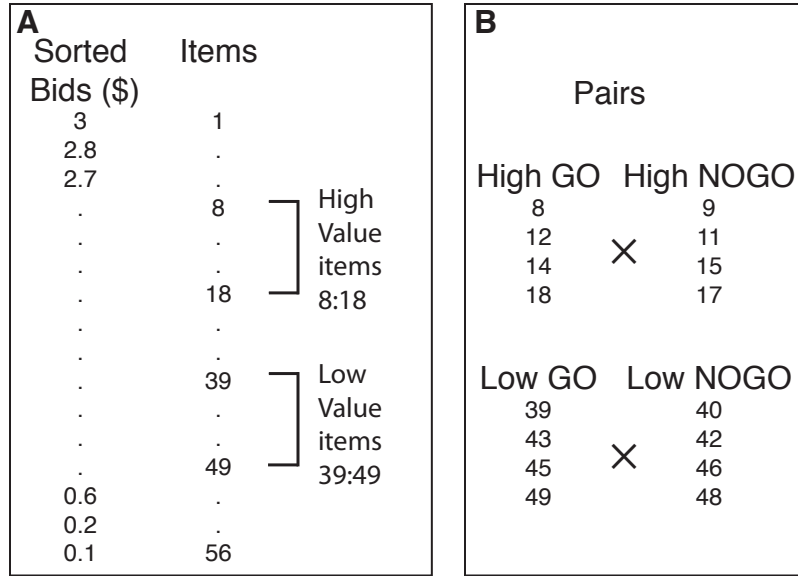 A
Sorted Items
Bids ($)
3 1
2.8 .
2.7 .
. 8
. .
. .
. 18
. .
. .
. 39
. .
. .
. 49
0.6 .
0.2 .
0.1 56
High
Value
items
8:18
Low
Value
items
39:49
B
Pairs
High GO High NOGO
8 9
12 11
14 × 15
18 17
Low GO Low NOGO
39 40
43 42
45 × 46
49 48